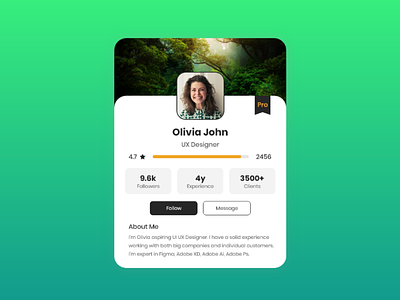 Pro
Olivia John
UX Designer
4.7 ★ 2456
9.6k 4y 3500+
Followers Experience Clients
Follow Message
About Me
I'm Olivia aspiring UI UX Designer. I have a solid experience
working with both big companies and individual customers.
I'm expert in Figma, Adobe XD, Adobe Ai, Adobe Ps.